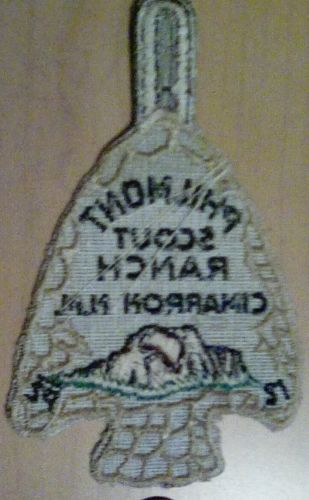 PHILMONT
SCOUT
RANCH
CIMARRON N.M.